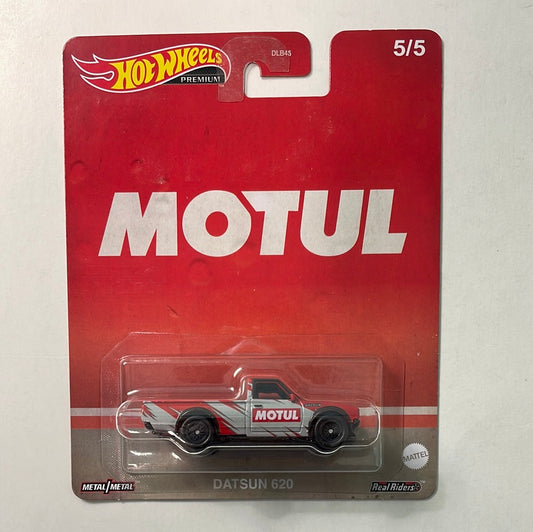 HOT WHEELS
PREMIUM
DLB45
5/5
MOTUL
MOTUL
DATSUN 620
METAL/METAL
Real Riders
MATTEL